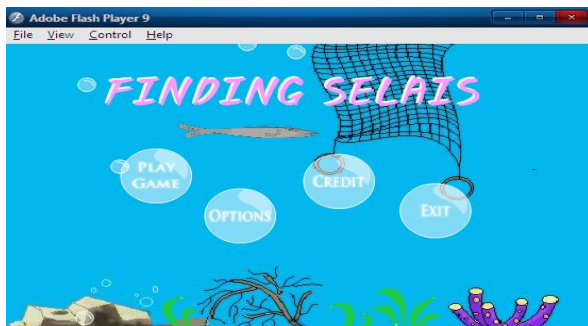 Adobe Flash Player 9
File View Control Help
FINDING SELAIS
PLAY
GAME
OPTIONS
CREDIT
EXIT